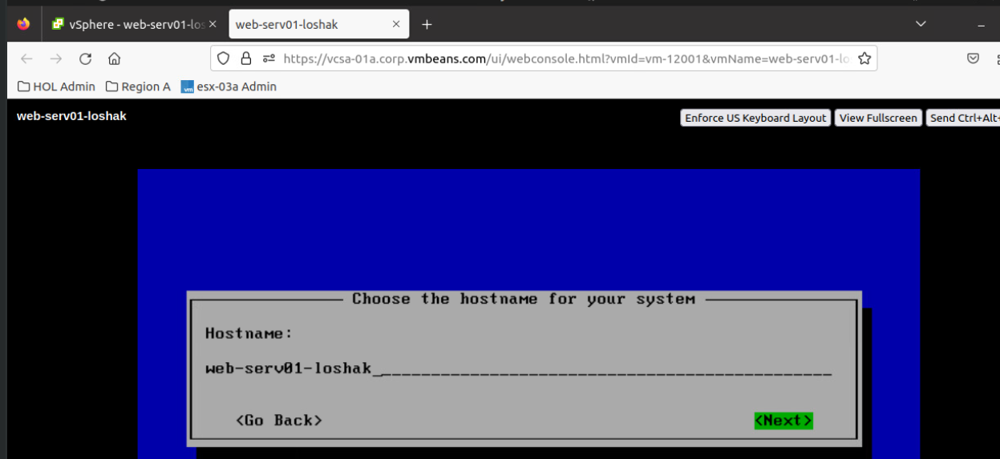 vSphere - web-serv01-los
web-serv01-loshak
https://vcsa-01a.corp.vmbeans.com/ui/webconsole.html?vmId=vm-12001&vmName=web-serv01-lo
HOL Admin
Region A
vm
esx-03a Admin
web-serv01-loshak
Enforce US Keyboard Layout
View Fullscreen
Send Ctrl+Alt+
Choose the hostname for your system
Hostname:
web-serv01-loshak
<Go Back>
<Next>